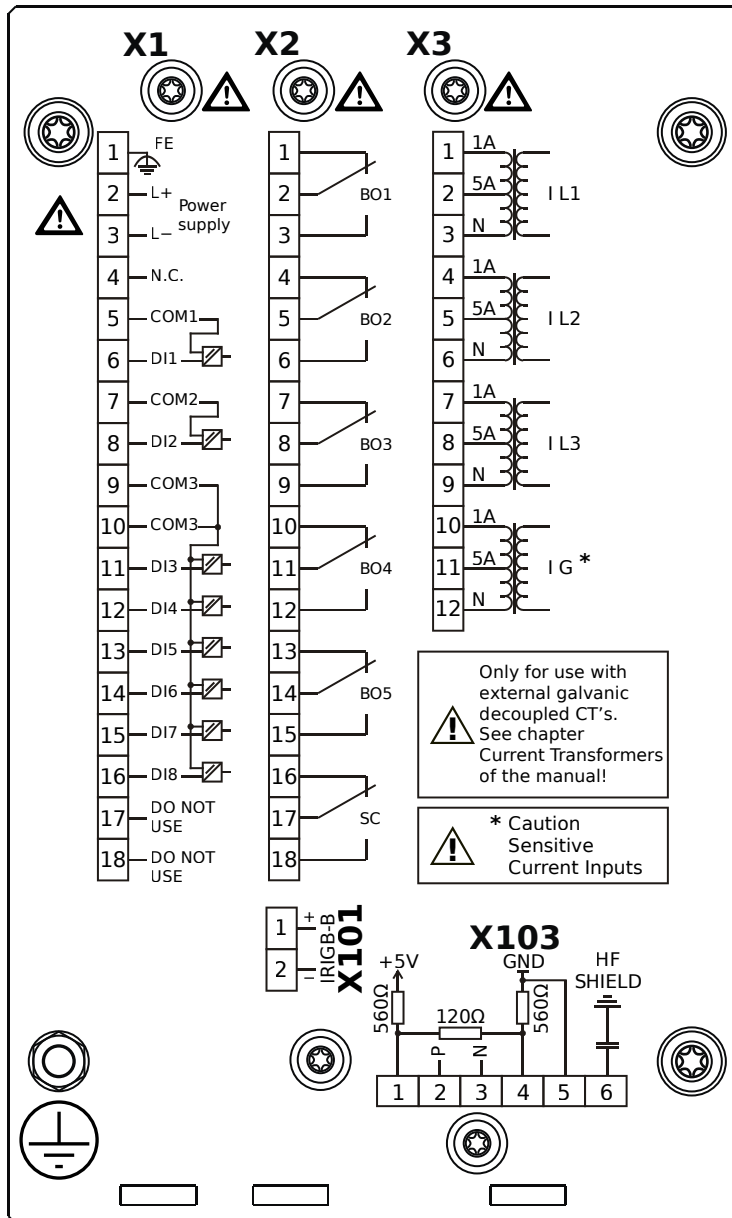 X1 X2 X3
1 FE
2 L+
Power
supply
3 L−
4 N.C.
5 COM1
6 DI1
7 COM2
8 DI2
9 COM3
10 COM3
11 DI3
12 DI4
13 DI5
14 DI6
15 DI7
16 DI8
17 DO NOT
USE
18 DO NOT
USE
1
2 BO1
3
4
5 BO2
6
7
8 BO3
9
10
11 BO4
12
13
14 BO5
15
16
17 SC
18
1 1A
2 5A I L1
3 N
4 1A
5 5A I L2
6 N
7 1A
8 5A I L3
9 N
10 1A
11 5A I G *
12 N
Only for use with
external galvanic
decoupled CT's.
See chapter
Current Transformers
of the manual!
* Caution
Sensitive
Current Inputs
1 +
2 −
IRIGB-B
X101
X103
+5V GND HF
SHIELD
560Ω 120Ω 560Ω
P N
1 2 3 4 5 6